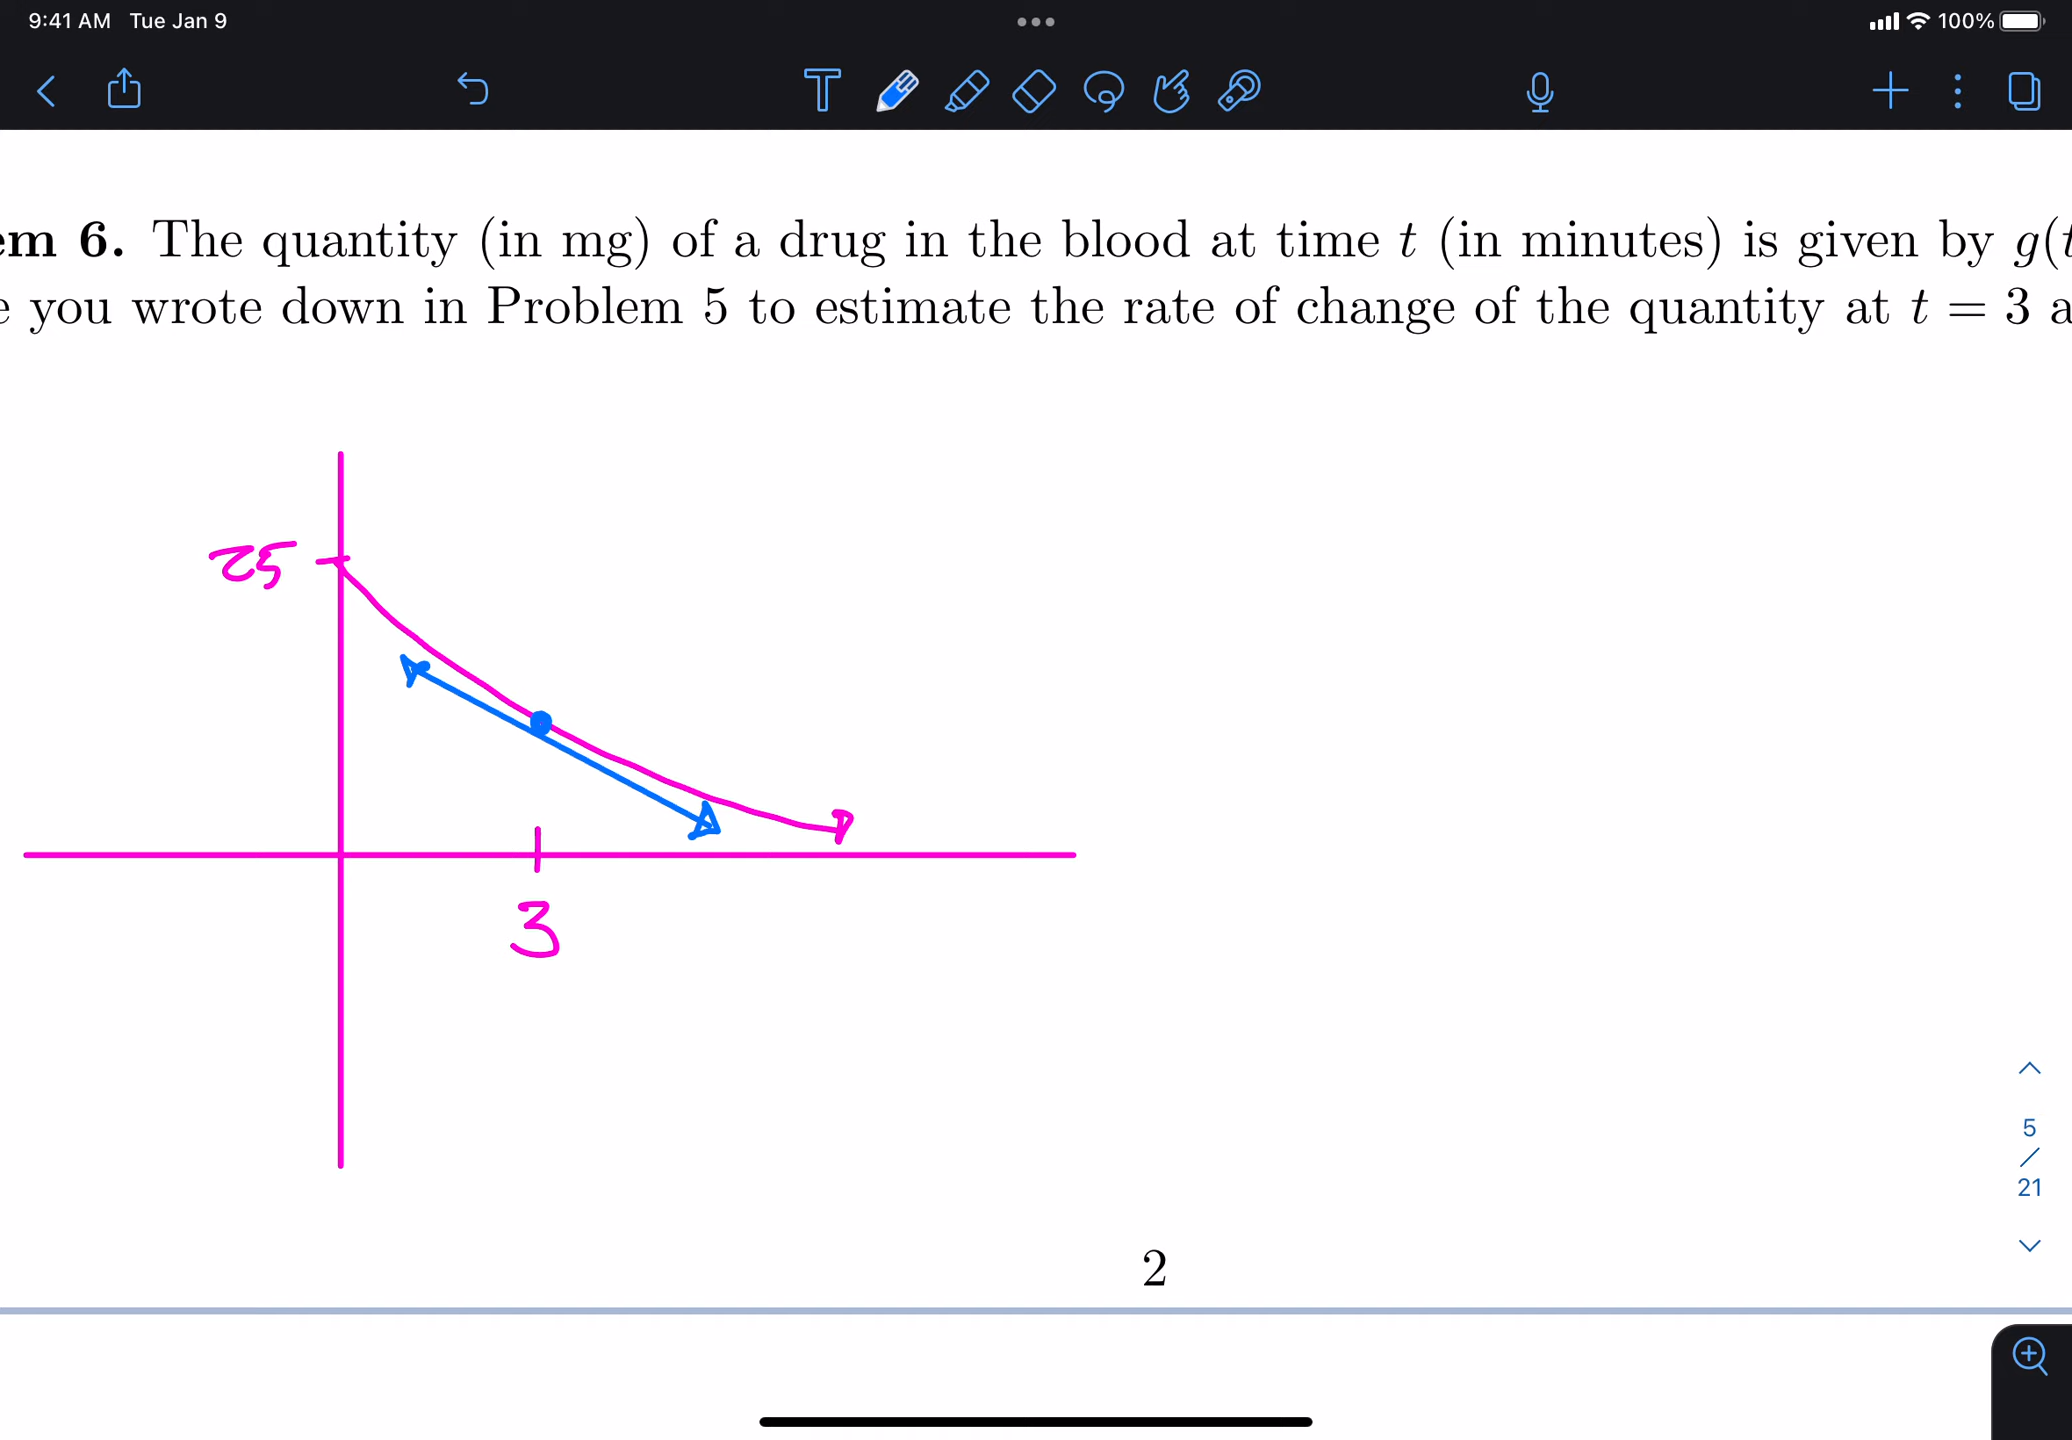 9:41 AM Tue Jan 9
100%
em 6. The quantity (in mg) of a drug in the blood at time t (in minutes) is given by g(t
e you wrote down in Problem 5 to estimate the rate of change of the quantity at t = 3 a
25
3
5
/
21
2